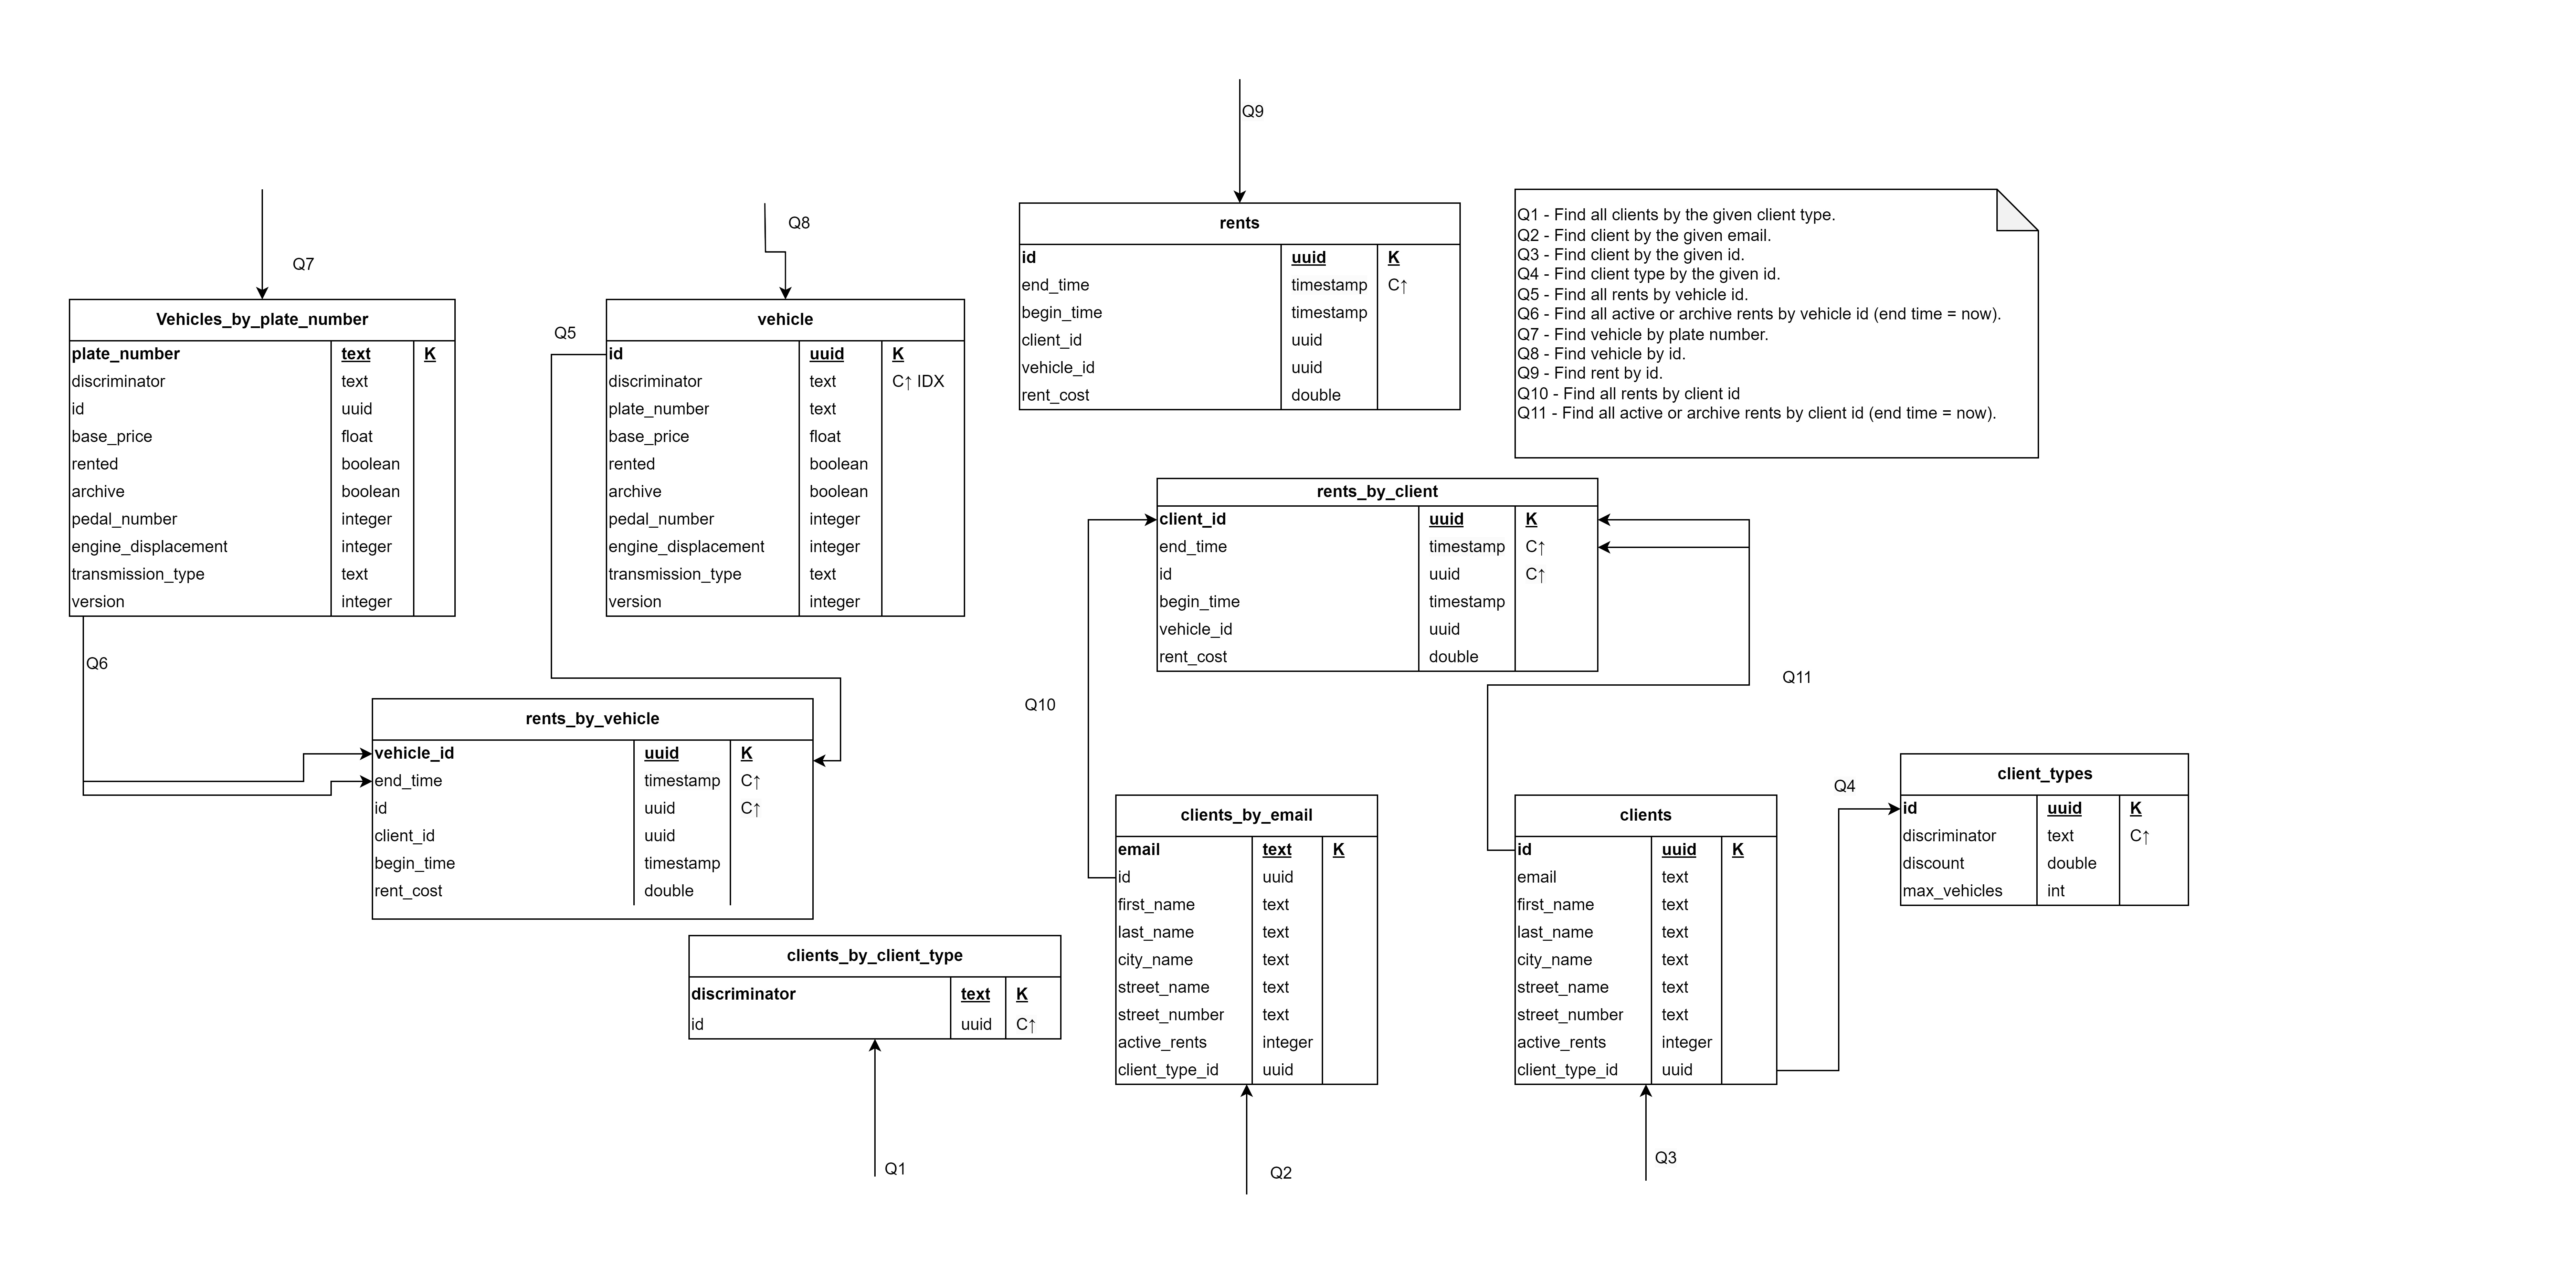 Q9
Q7
Q8
Vehicles_by_plate_number
plate_number text K
discriminator text
id uuid
base_price float
rented boolean
archive boolean
pedal_number integer
engine_displacement integer
transmission_type text
version integer
Q5
vehicle
id uuid K
discriminator text C↑ IDX
plate_number text
base_price float
rented boolean
archive boolean
pedal_number integer
engine_displacement integer
transmission_type text
version integer
rents
id uuid K
end_time timestamp C↑
begin_time timestamp
client_id uuid
vehicle_id uuid
rent_cost double
Q1 - Find all clients by the given client type.
Q2 - Find client by the given email.
Q3 - Find client by the given id.
Q4 - Find client type by the given id.
Q5 - Find all rents by vehicle id.
Q6 - Find all active or archive rents by vehicle id (end time = now).
Q7 - Find vehicle by plate number.
Q8 - Find vehicle by id.
Q9 - Find rent by id.
Q10 - Find all rents by client id
Q11 - Find all active or archive rents by client id (end time = now).
rents_by_client
client_id uuid K
end_time timestamp C↑
id uuid C↑
begin_time timestamp
vehicle_id uuid
rent_cost double
Q6
Q10
Q11
rents_by_vehicle
vehicle_id uuid K
end_time timestamp C↑
id uuid C↑
client_id uuid
begin_time timestamp
rent_cost double
clients_by_client_type
discriminator text K
id uuid C↑
clients_by_email
email text K
id uuid
first_name text
last_name text
city_name text
street_name text
street_number text
active_rents integer
client_type_id uuid
clients
id uuid K
email text
first_name text
last_name text
city_name text
street_name text
street_number text
active_rents integer
client_type_id uuid
Q4
client_types
id uuid K
discriminator text C↑
discount double
max_vehicles int
Q1
Q2
Q3